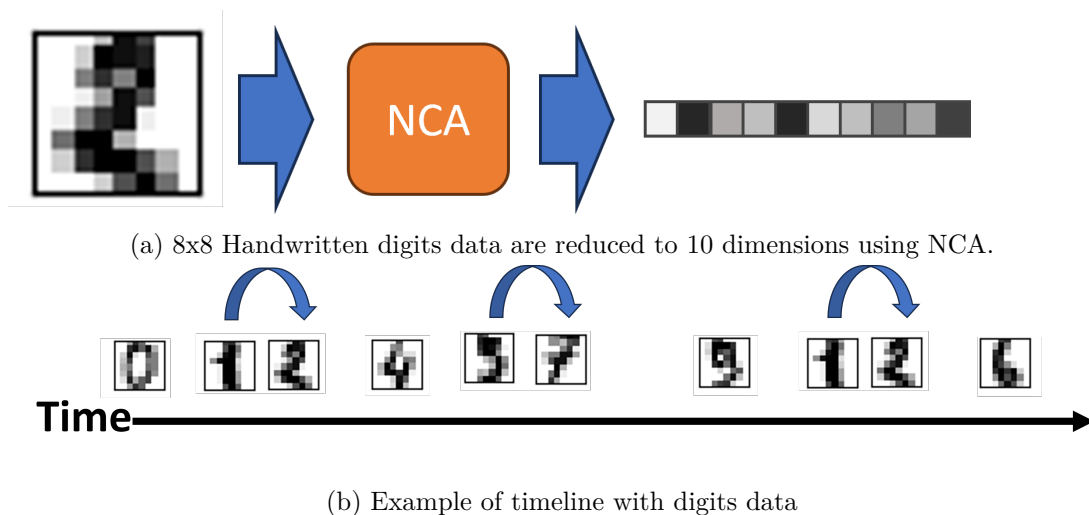 NCA
(a) 8x8 Handwritten digits data are reduced to 10 dimensions using NCA.
0 1 2 4 5 7 9 1 2 6
Time
(b) Example of timeline with digits data